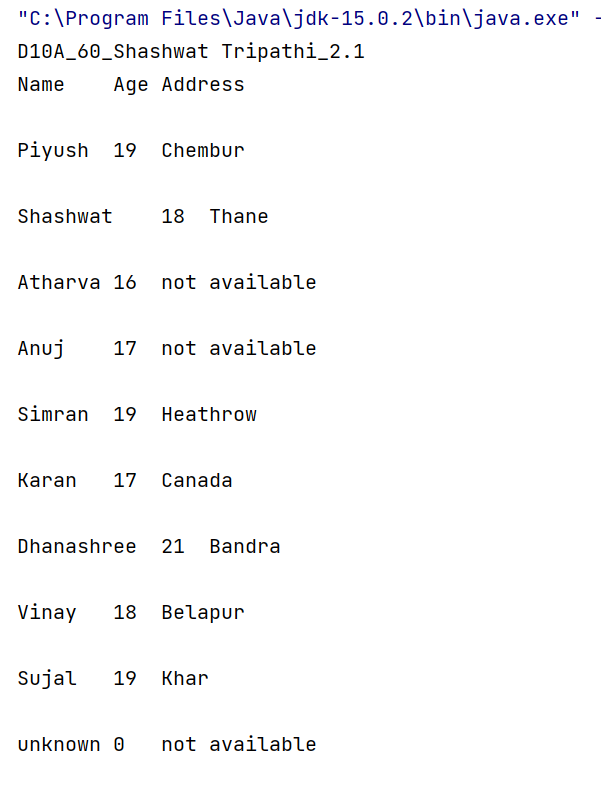 "C:\Program Files\Java\jdk-15.0.2\bin\java.exe" -
D10A_60_Shashwat Tripathi_2.1
Name    Age Address
Piyush  19  Chembur
Shashwat    18  Thane
Atharva 16  not available
Anuj    17  not available
Simran  19  Heathrow
Karan   17  Canada
Dhanashree  21  Bandra
Vinay   18  Belapur
Sujal   19  Khar
unknown 0   not available